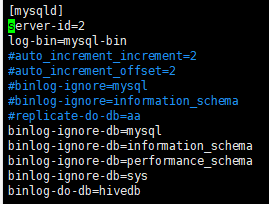 [mysqld]
server-id=2
log-bin=mysql-bin
#auto_increment_increment=2
#auto_increment_offset=2
#binlog-ignore=mysql
#binlog-ignore=information_schema
#replicate-do-db=aa
binlog-ignore-db=mysql
binlog-ignore-db=information_schema
binlog-ignore-db=performance_schema
binlog-ignore-db=sys
binlog-do-db=hivedb